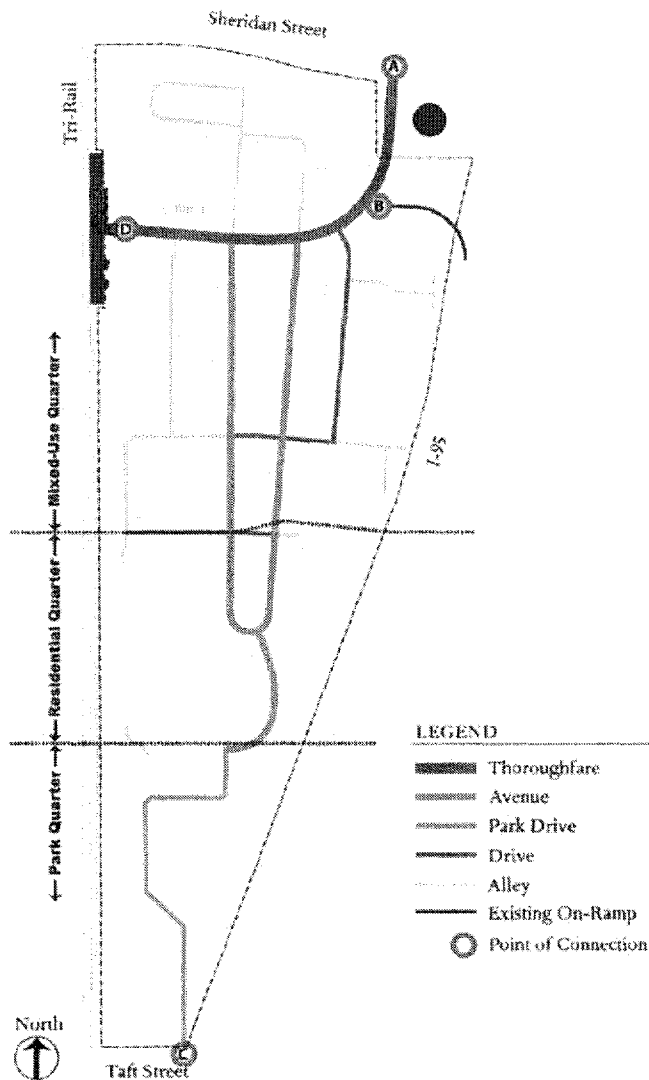 Sheridan Street
A
Tri-Rail
B
D
← Mixed-Use Quarter →
I-95
← Residential Quarter →
← Park Quarter →
LEGEND
Thoroughfare
Avenue
Park Drive
Drive
Alley
Existing On-Ramp
Point of Connection
North
Taft Street